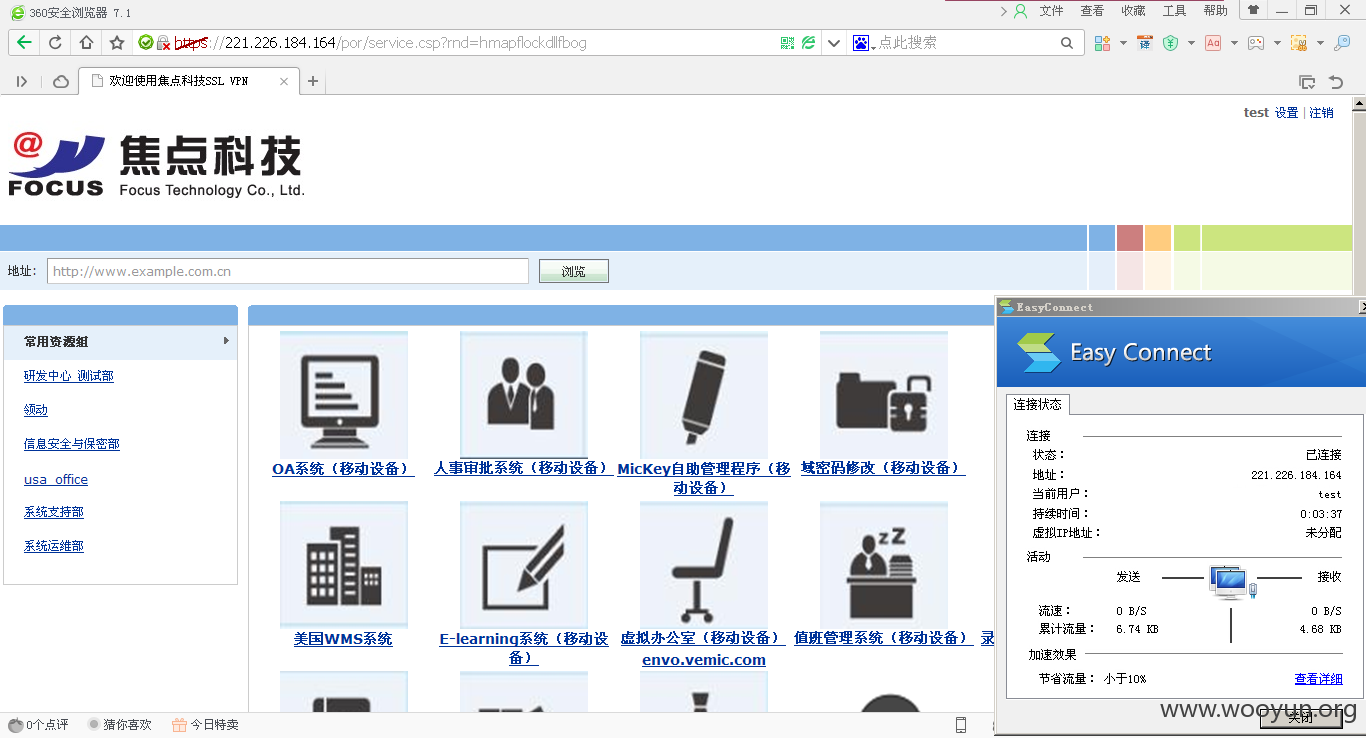 360安全浏览器 7.1
文件 查看 收藏 工具 帮助
https://221.226.184.164/por/service.csp?rnd=hmapflockdllfbog
点此搜索
欢迎使用焦点科技SSL VPN
test 设置 | 注销
@
FOCUS
焦点科技
Focus Technology Co., Ltd.
地址：
http://www.example.com.cn
浏览
常用资源组
研发中心_测试部
领动
信息安全与保密部
usa_office
系统支持部
系统运维部
OA系统（移动设备）
人事审批系统（移动设备）
MicKey自助管理程序（移动设备）
域密码修改（移动设备）
美国WMS系统
E-learning系统（移动设备）
虚拟办公室（移动设备）
envo.vemic.com
值班管理系统（移动设备）
录
EasyConnect
Easy Connect
连接状态
连接
状态： 已连接
地址： 221.226.184.164
当前用户： test
持续时间： 0:03:37
虚拟IP地址： 未分配
活动
发送 接收
流速： 0 B/S 0 B/S
累计流量： 6.74 KB 4.68 KB
加速效果
节省流量： 小于10% 查看详细
关闭
www.wooyun.org
0个点评 猜你喜欢 今日特卖